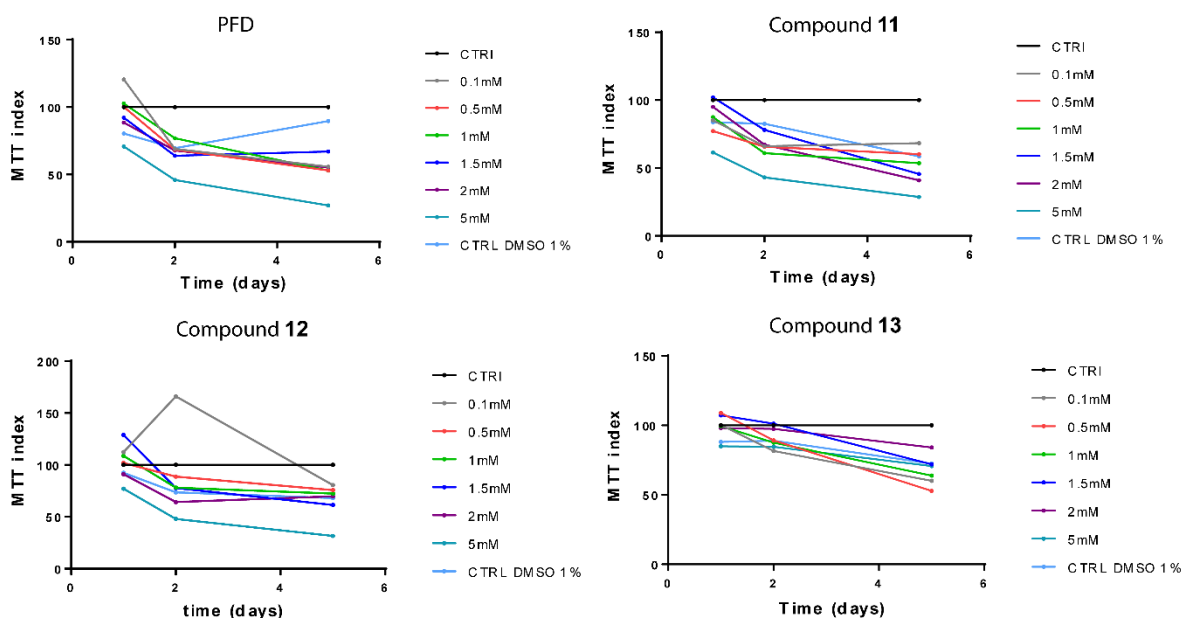 PFD
MTT index
150
100
50
0
0
2
4
6
Time (days)
CTRI
0.1mM
0.5mM
1mM
1.5mM
2mM
5mM
CTRL DMSO 1%
Compound 11
MTT index
150
100
50
0
0
2
4
6
Time (days)
CTRI
0.1mM
0.5mM
1mM
1.5mM
2mM
5mM
CTRL DMSO 1%
Compound 12
MTT index
200
150
100
50
0
0
2
4
6
time (days)
CTRI
0.1mM
0.5mM
1mM
1.5mM
2mM
5mM
CTRL DMSO 1%
Compound 13
MTT index
150
100
50
0
0
2
4
6
Time (days)
CTRI
0.1mM
0.5mM
1mM
1.5mM
2mM
5mM
CTRL DMSO 1%